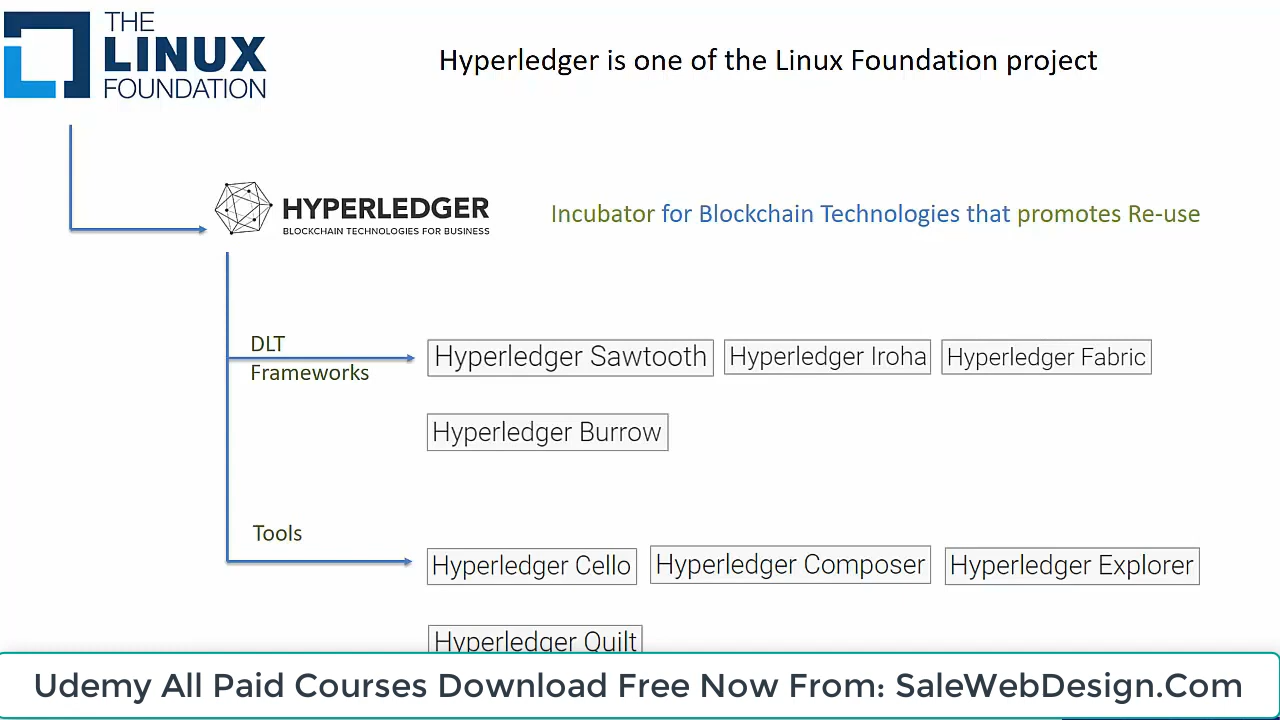 THE
LINUX
FOUNDATION
Hyperledger is one of the Linux Foundation project
HYPERLEDGER
BLOCKCHAIN TECHNOLOGIES FOR BUSINESS
Incubator for Blockchain Technologies that promotes Re-use
DLT
Frameworks
Hyperledger Sawtooth
Hyperledger Iroha
Hyperledger Fabric
Hyperledger Burrow
Tools
Hyperledger Cello
Hyperledger Composer
Hyperledger Explorer
Hyperledger Quilt
Udemy All Paid Courses Download Free Now From: SaleWebDesign.Com